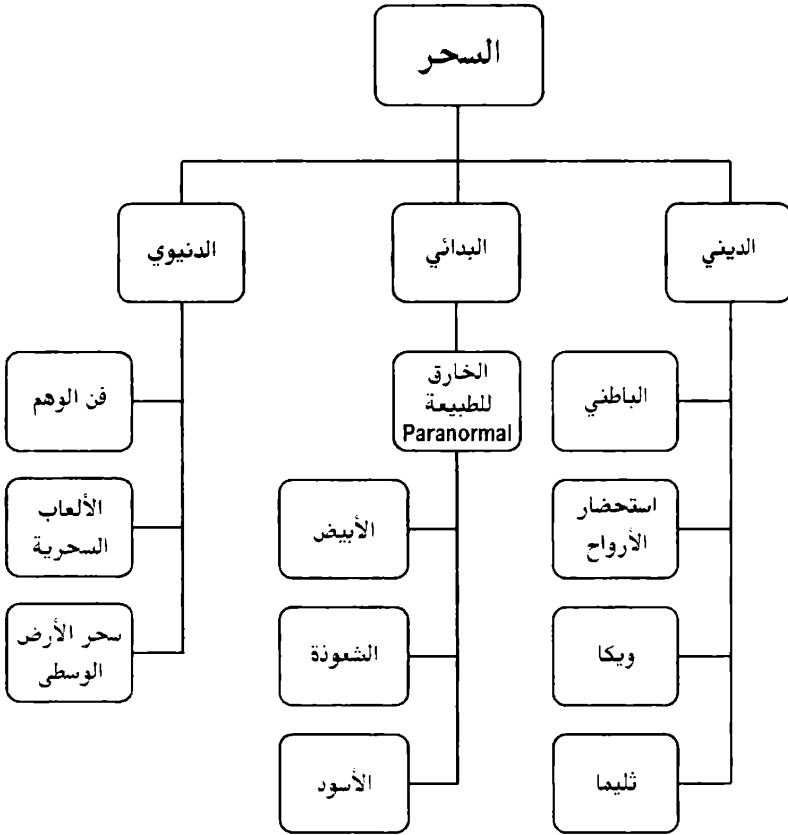 السحر
الديني
البدائي
الدنيوي
الباطني
استحضار
الأرواح
ويكا
ثليما
الخارق
للطبيعة
Paranormal
الأبيض
الشعوذة
الأسود
فن الوهم
الألعاب
السحرية
سحر الأرض
الوسطى